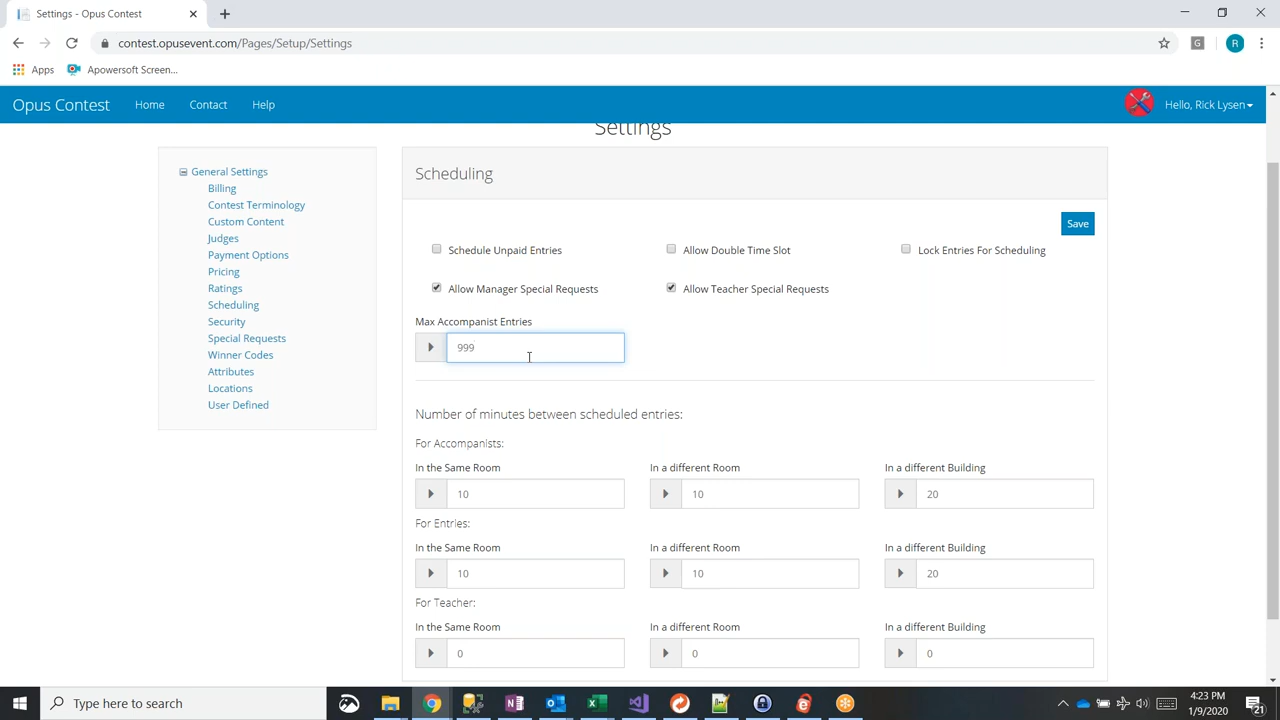 Settings - Opus Contest
contest.opusevent.com/Pages/Setup/Settings
G
R
Apps
Apowersoft Screen...
Opus Contest
Home
Contact
Help
Hello, Rick Lysen
Settings
General Settings
Billing
Contest Terminology
Custom Content
Judges
Payment Options
Pricing
Ratings
Scheduling
Security
Special Requests
Winner Codes
Attributes
Locations
User Defined
Scheduling
Save
Schedule Unpaid Entries
Allow Double Time Slot
Lock Entries For Scheduling
Allow Manager Special Requests
Allow Teacher Special Requests
Max Accompanist Entries
999
Number of minutes between scheduled entries:
For Accompanists:
In the Same Room
In a different Room
In a different Building
10
10
20
For Entries:
In the Same Room
In a different Room
In a different Building
10
10
20
For Teacher:
In the Same Room
In a different Room
In a different Building
0
0
0
Type here to search
4:23 PM
1/9/2020
21